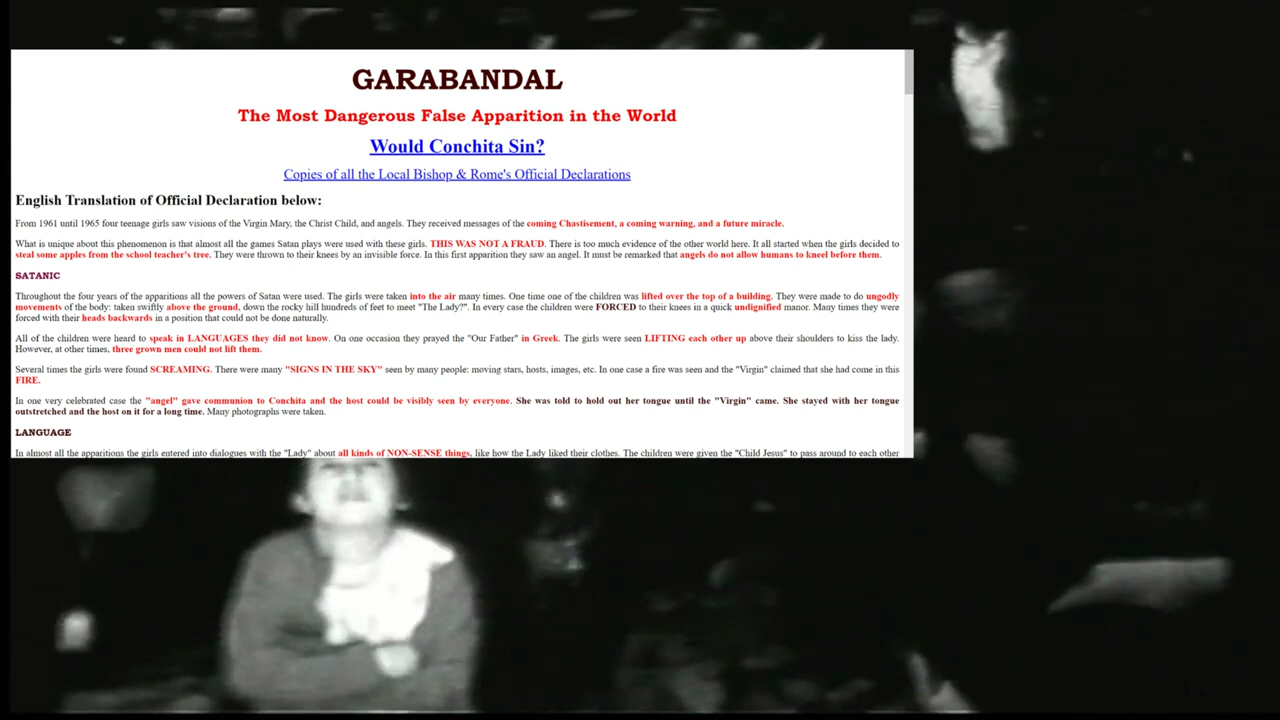 GARABANDAL
The Most Dangerous False Apparition in the World
Would Conchita Sin?
Copies of all the Local Bishop & Rome's Official Declarations
English Translation of Official Declaration below:
From 1961 until 1965 four teenage girls saw visions of the Virgin Mary, the Christ Child, and angels. They received messages of the coming Chastisement, a coming warning, and a future miracle.
What is unique about this phenomenon is that almost all the games Satan plays were used with these girls. THIS WAS NOT A FRAUD. There is too much evidence of the other world here. It all started when the girls decided to
steal some apples from the school teacher's tree. They were thrown to their knees by an invisible force. In this first apparition they saw an angel. It must be remarked that angels do not allow humans to kneel before them.
SATANIC
Throughout the four years of the apparitions all the powers of Satan were used. The girls were taken into the air many times. One time one of the children was lifted over the top of a building. They were made to do ungodly
movements of the body: taken swiftly above the ground, down the rocky hill hundreds of feet to meet "The Lady?". In every case the children were FORCED to their knees in a quick undignified manor. Many times they were
forced with their heads backwards in a position that could not be done naturally.
All of the children were heard to speak in LANGUAGES they did not know. On one occasion they prayed the "Our Father" in Greek. The girls were seen LIFTING each other up above their shoulders to kiss the lady.
However, at other times, three grown men could not lift them.
Several times the girls were found SCREAMING. There were many "SIGNS IN THE SKY" seen by many people: moving stars, hosts, images, etc. In one case a fire was seen and the "Virgin" claimed that she had come in this
FIRE.
In one very celebrated case the "angel" gave communion to Conchita and the host could be visibly seen by everyone. She was told to hold out her tongue until the "Virgin" came. She stayed with her tongue
outstretched and the host on it for a long time. Many photographs were taken.
LANGUAGE
In almost all the apparitions the girls entered into dialogues with the "Lady" about all kinds of NON-SENSE things, like how the Lady liked their clothes. The children were given the "Child Jesus" to pass around to each other